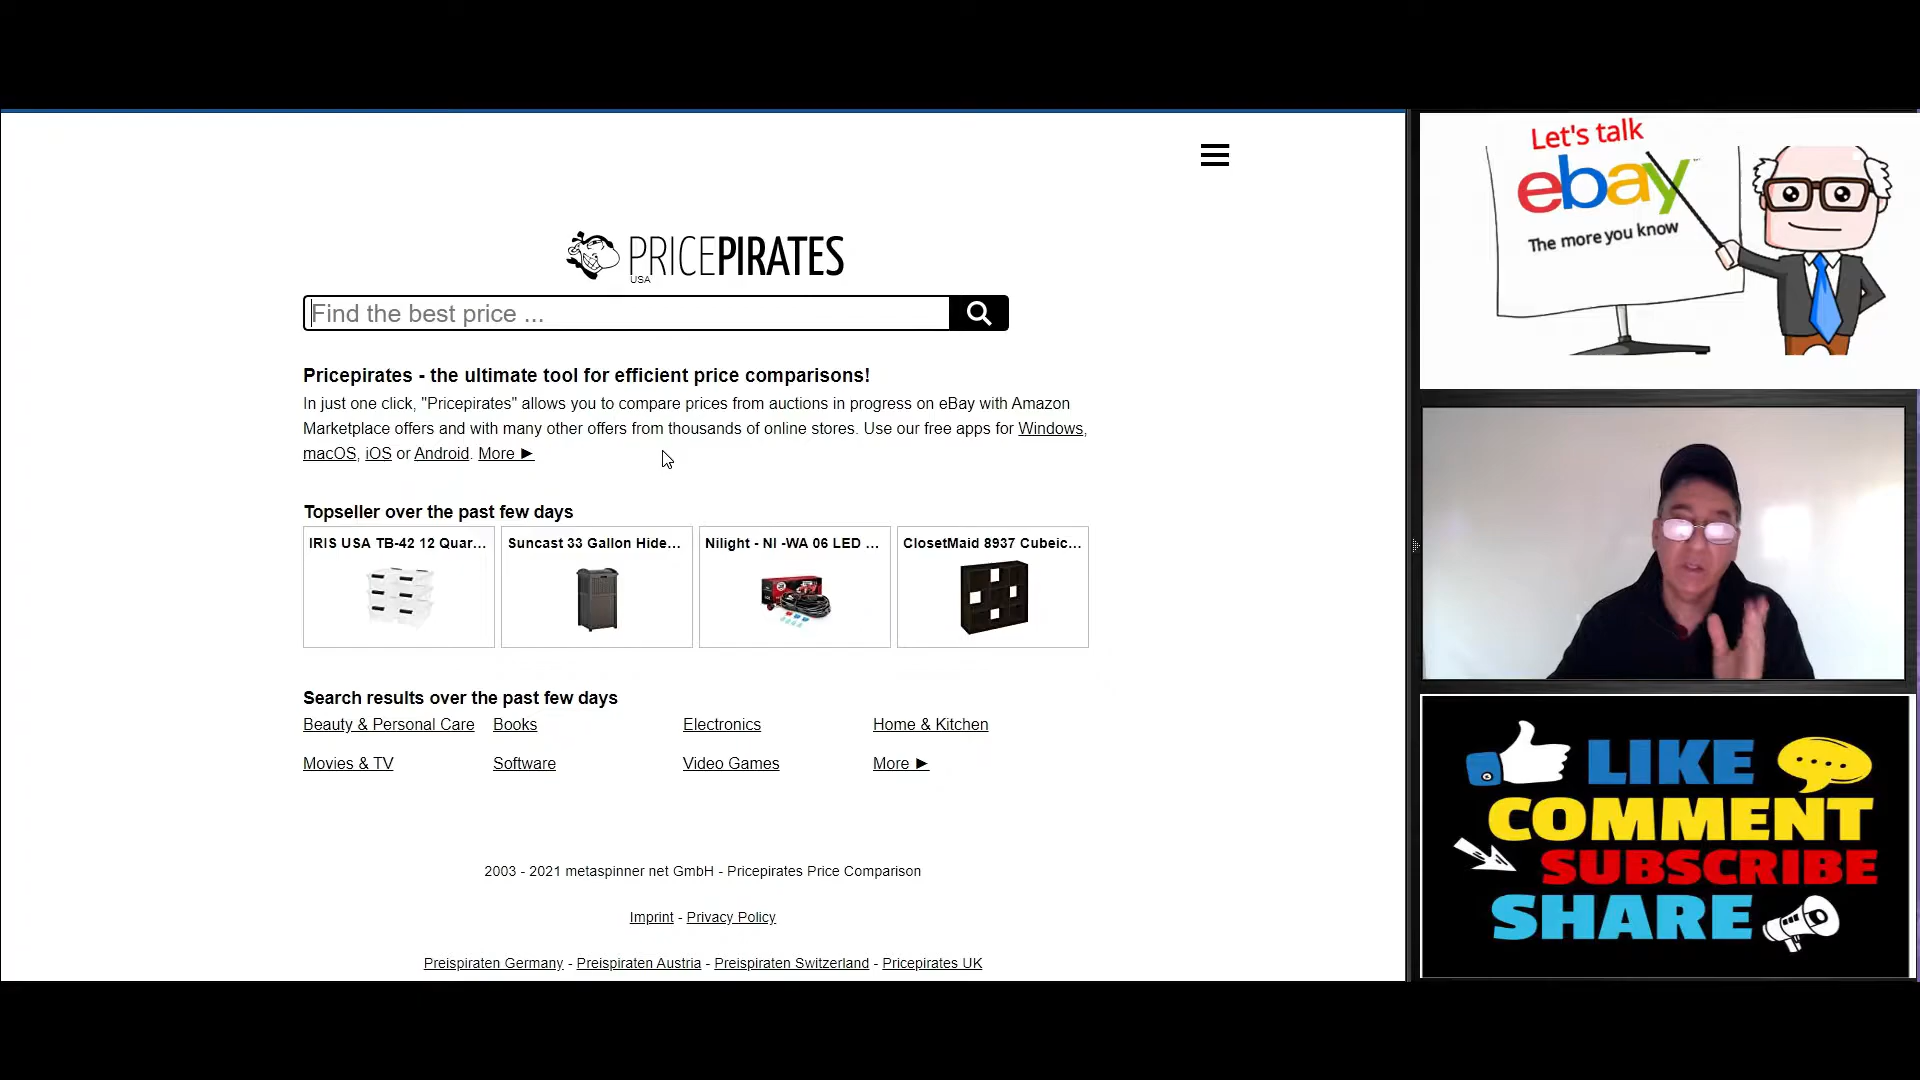 PRICEPIRATES
USA
Find the best price ...
Pricepirates - the ultimate tool for efficient price comparisons!
In just one click, "Pricepirates" allows you to compare prices from auctions in progress on eBay with Amazon
Marketplace offers and with many other offers from thousands of online stores. Use our free apps for Windows,
macOS, iOS or Android. More ►
Topseller over the past few days
IRIS USA TB-42 12 Quar...
Suncast 33 Gallon Hide...
Nilight - NI -WA 06 LED ...
ClosetMaid 8937 Cubeic...
Search results over the past few days
Beauty & Personal Care Books Electronics Home & Kitchen
Movies & TV Software Video Games More ►
2003 - 2021 metaspinner net GmbH - Pricepirates Price Comparison
Imprint - Privacy Policy
Preispiraten Germany - Preispiraten Austria - Preispiraten Switzerland - Pricepirates UK
Let's talk
ebay
The more you know
LIKE
COMMENT
SUBSCRIBE
SHARE